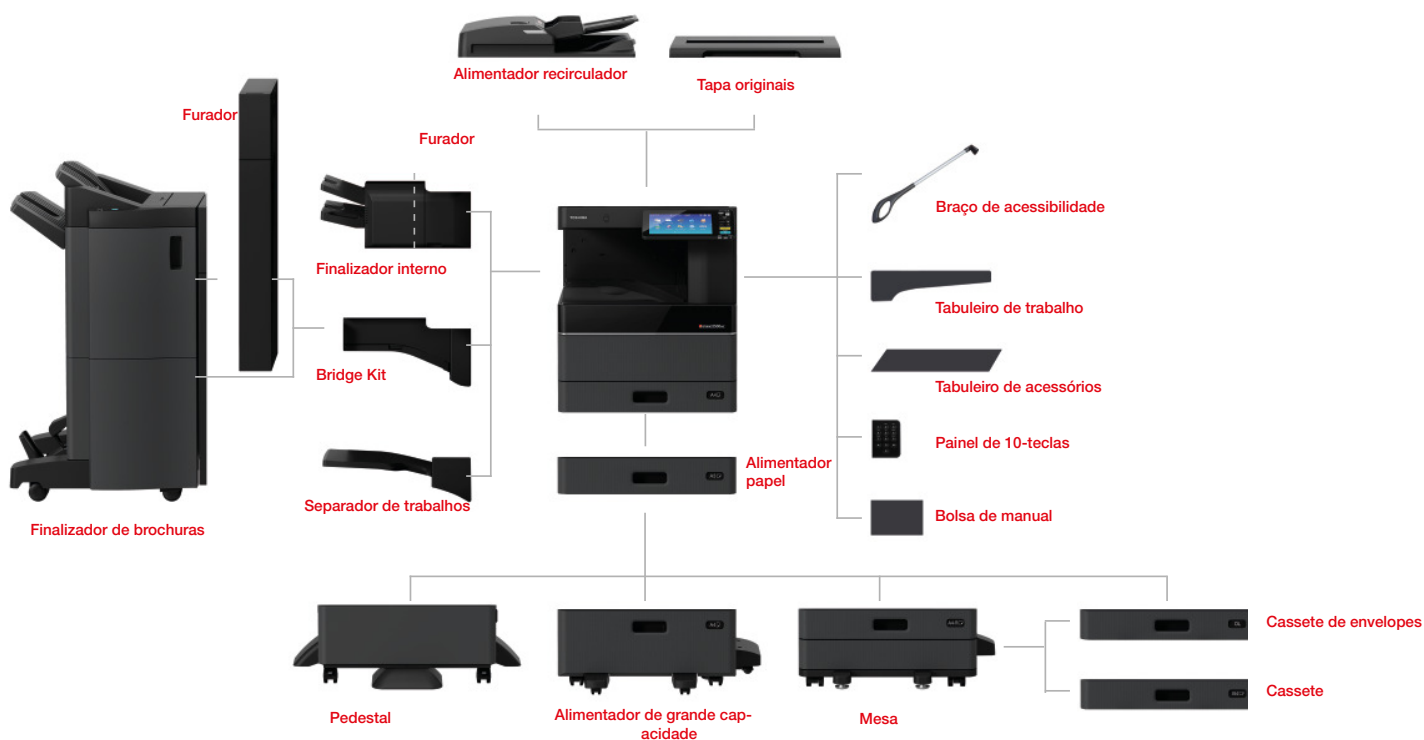 Alimentador recirculador
Tapa originais
Furador
Furador
Finalizador interno
Bridge Kit
Separador de trabalhos
Finalizador de brochuras
TOSHIBA
Braço de acessibilidade
Tabuleiro de trabalho
Tabuleiro de acessórios
Painel de 10-teclas
Bolsa de manual
Alimentador
papel
Pedestal
Alimentador de grande cap-
acidade
Mesa
Cassete de envelopes
Cassete